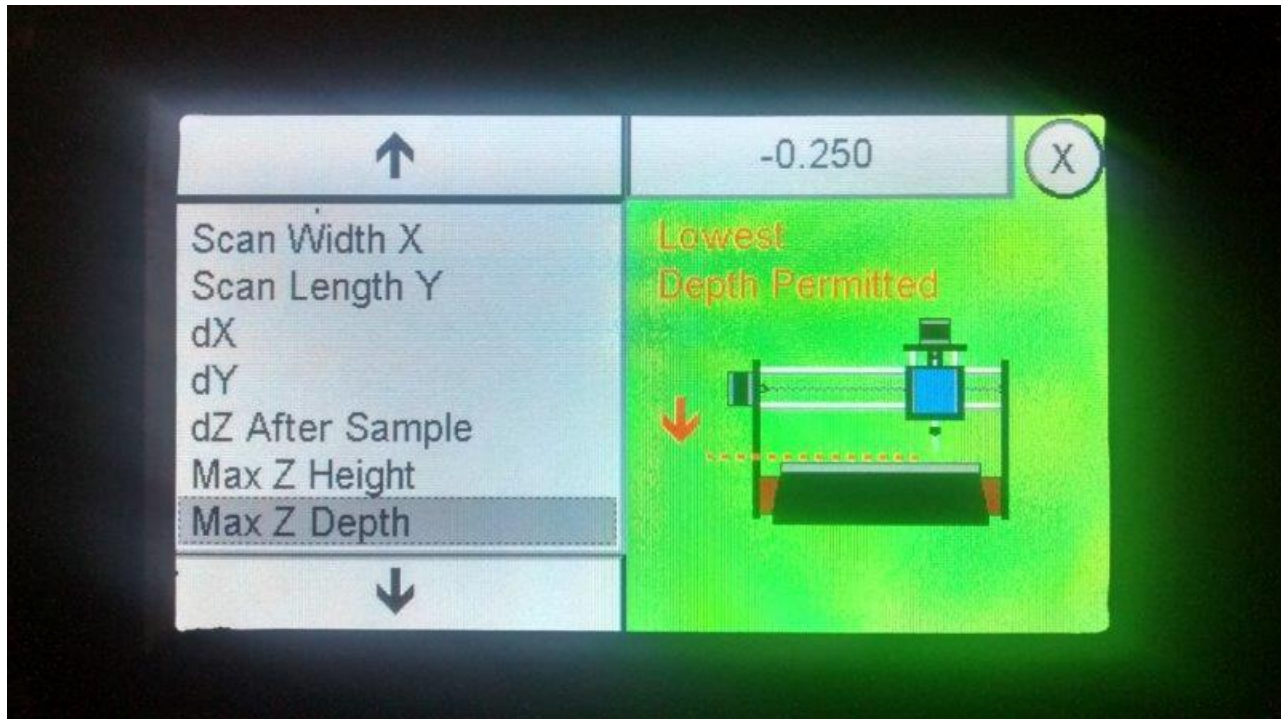 -0.250
X
Scan Width X
Scan Length Y
dX
dY
dZ After Sample
Max Z Height
Max Z Depth
Lowest
Depth Permitted